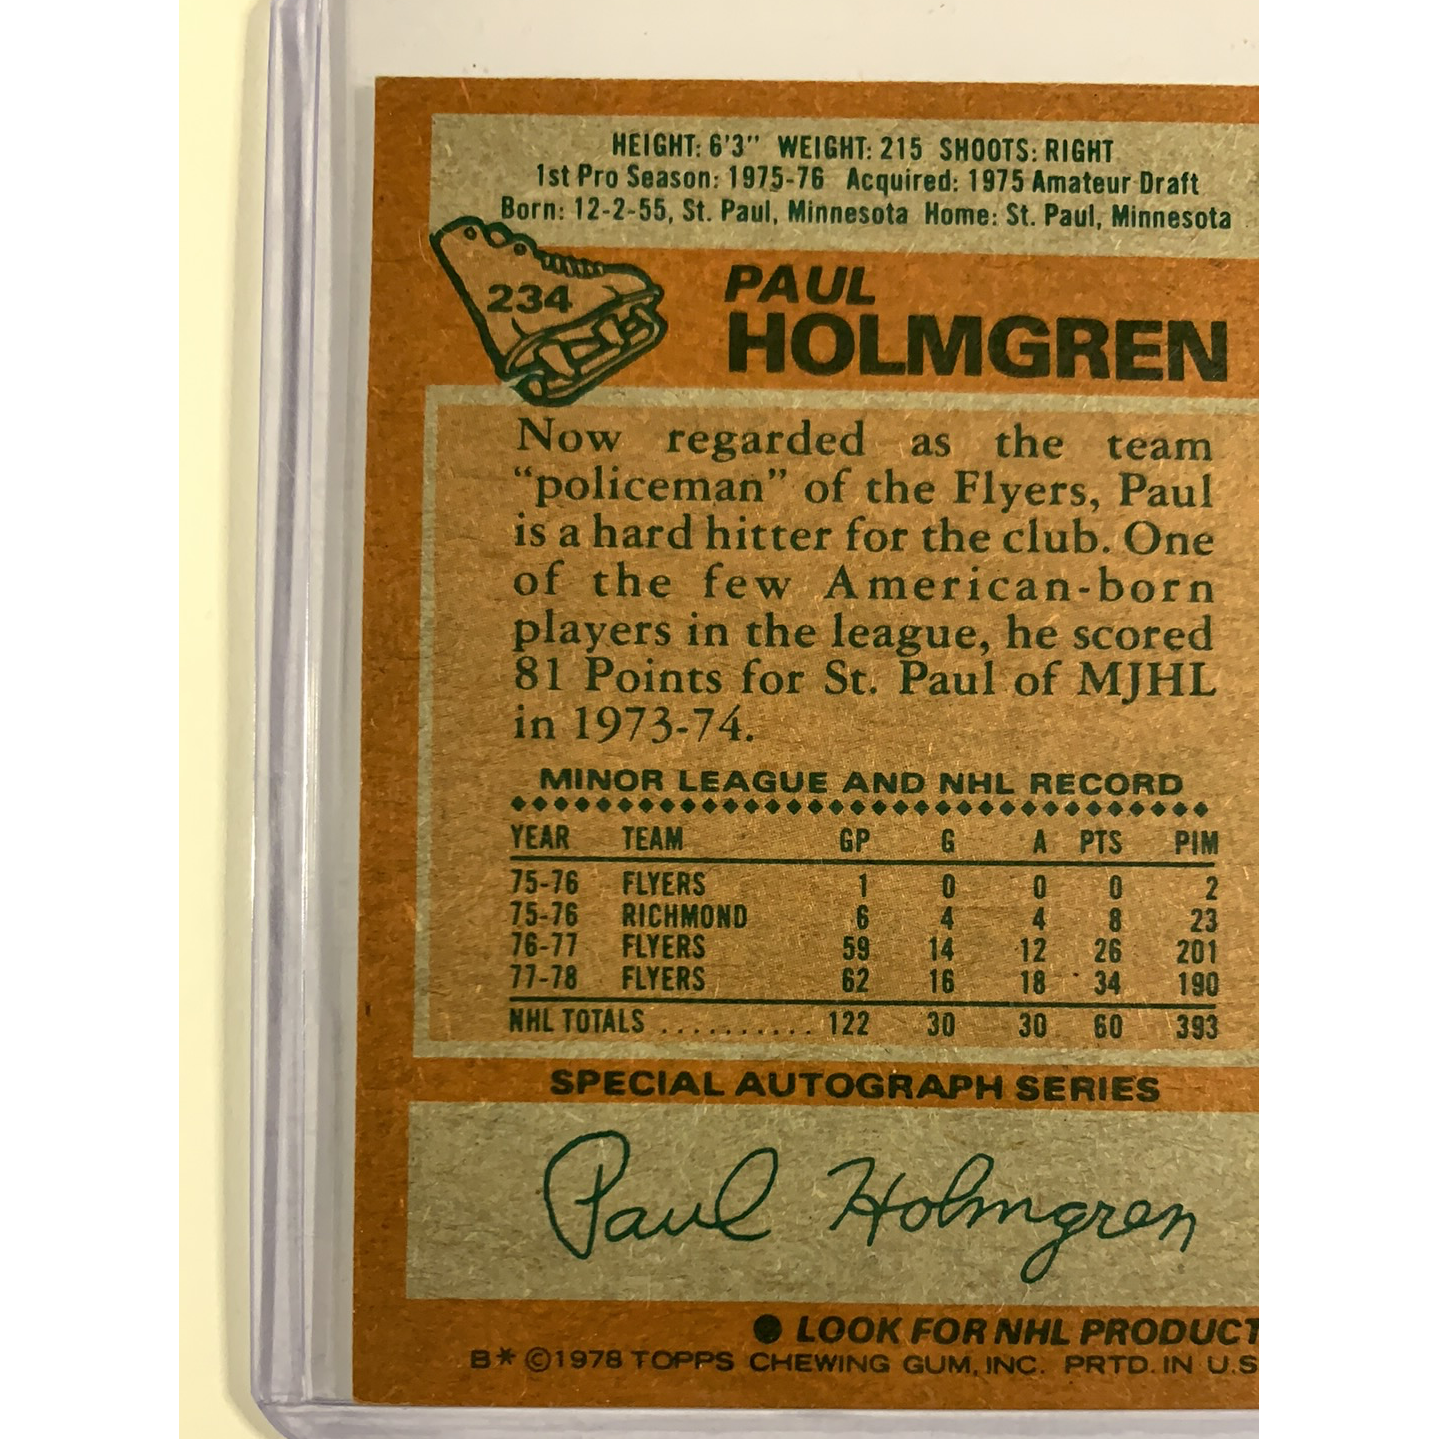 HEIGHT: 6'3" WEIGHT: 215 SHOOTS: RIGHT
1st Pro Season: 1975-76 Acquired: 1975 Amateur Draft
Born: 12-2-55, St. Paul, Minnesota Home: St. Paul, Minnesota
234
PAUL
HOLMGREN
Now regarded as the team
“policeman” of the Flyers, Paul
is a hard hitter for the club. One
of the few American-born
players in the league, he scored
81 Points for St. Paul of MJHL
in 1973-74.
MINOR LEAGUE AND NHL RECORD
YEAR TEAM GP G A PTS PIM
75-76 FLYERS 1 0 0 0 2
75-76 RICHMOND 6 4 4 8 23
76-77 FLYERS 59 14 12 26 201
77-78 FLYERS 62 16 18 34 190
NHL TOTALS .......... 122 30 30 60 393
SPECIAL AUTOGRAPH SERIES
Paul Holmgren
● LOOK FOR NHL PRODUCT
B* ©1978 TOPPS CHEWING GUM, INC. PRTD. IN U.S